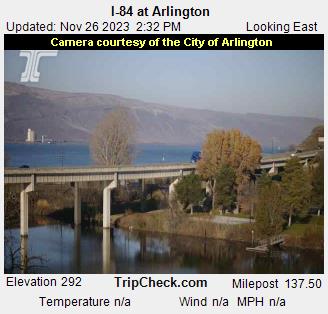 I-84 at Arlington
Updated: Nov 26 2023 2:32 PM Looking East
Camera courtesy of the City of Arlington
Elevation 292 TripCheck.com Milepost 137.50
Temperature n/a Wind n/a MPH n/a